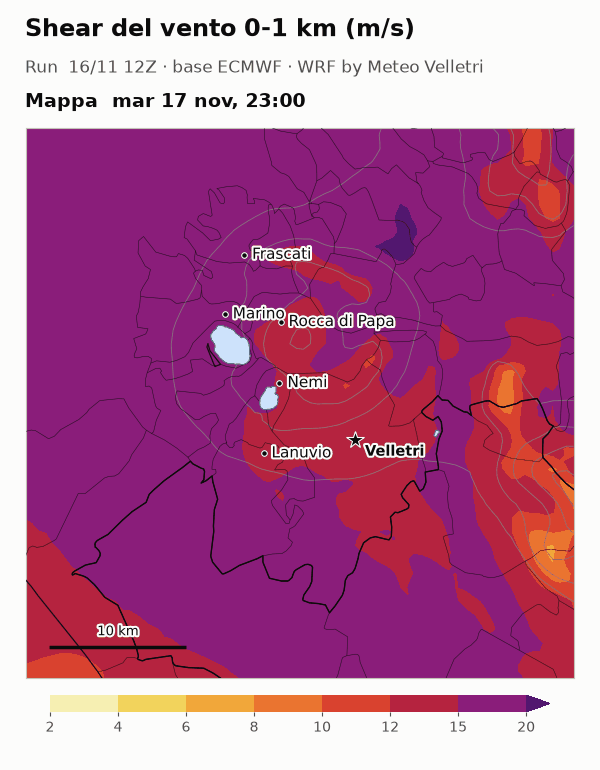 Shear del vento 0-1 km (m/s)
Run  16/11 12Z · base ECMWF · WRF by Meteo Velletri
Mappa  mar 17 nov, 23:00
Frascati
Marino
Rocca di Papa
Nemi
Lanuvio
Velletri
10 km
2 4 6 8 10 12 15 20